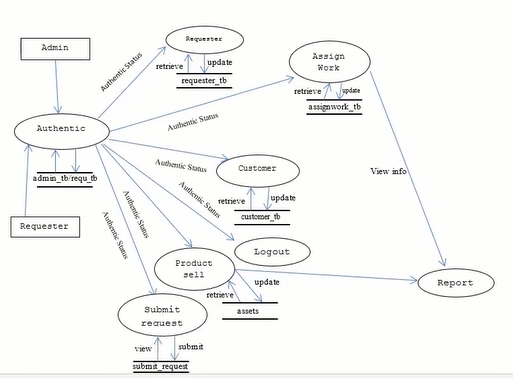 Admin
Requester
retrieve
update
requester_tb
Assign
Work
retrieve
update
assignwork_tb
Authentic Status
Authentic
Authentic Status
admin_tb/requ_tb
Authentic Status
Customer
retrieve
update
customer_tb
View info
Authentic Status
Authentic Status
Authentic Status
Requester
Logout
Product
sell
update
retrieve
assets
Report
Submit
request
view
submit
submit_request